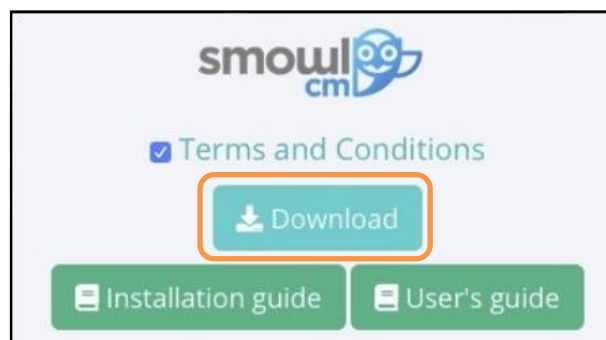 smowl
cm
Terms and Conditions
Download
Installation guide
User's guide